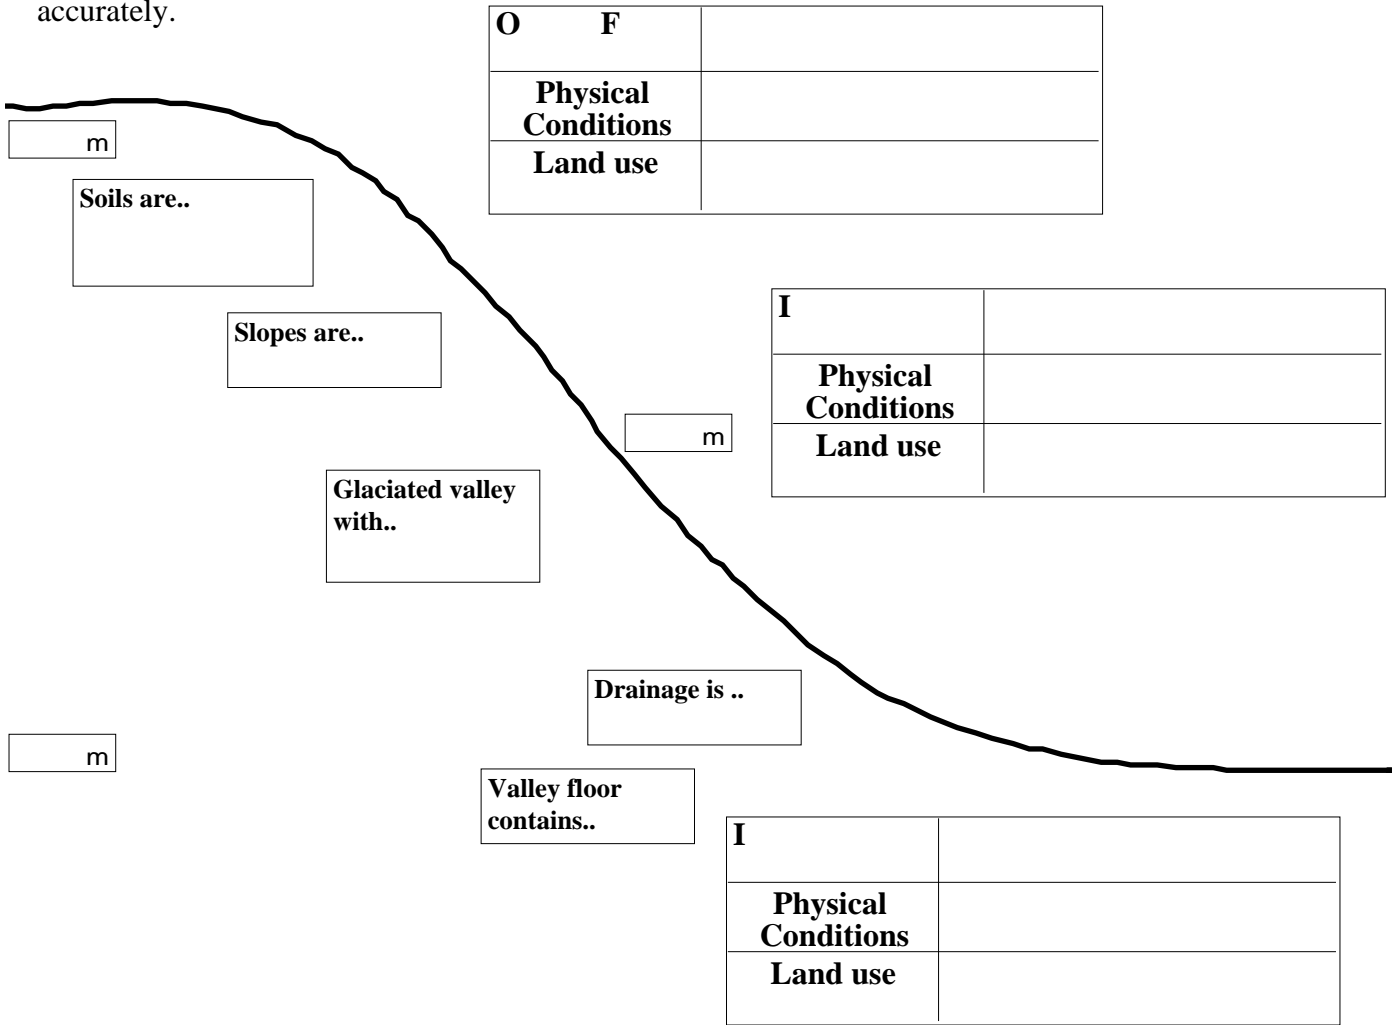 accurately.
O F
Physical
Conditions
Land use
m
Soils are..
Slopes are..
I
Physical
Conditions
Land use
m
Glaciated valley
with..
Drainage is ..
m
Valley floor
contains..
I
Physical
Conditions
Land use